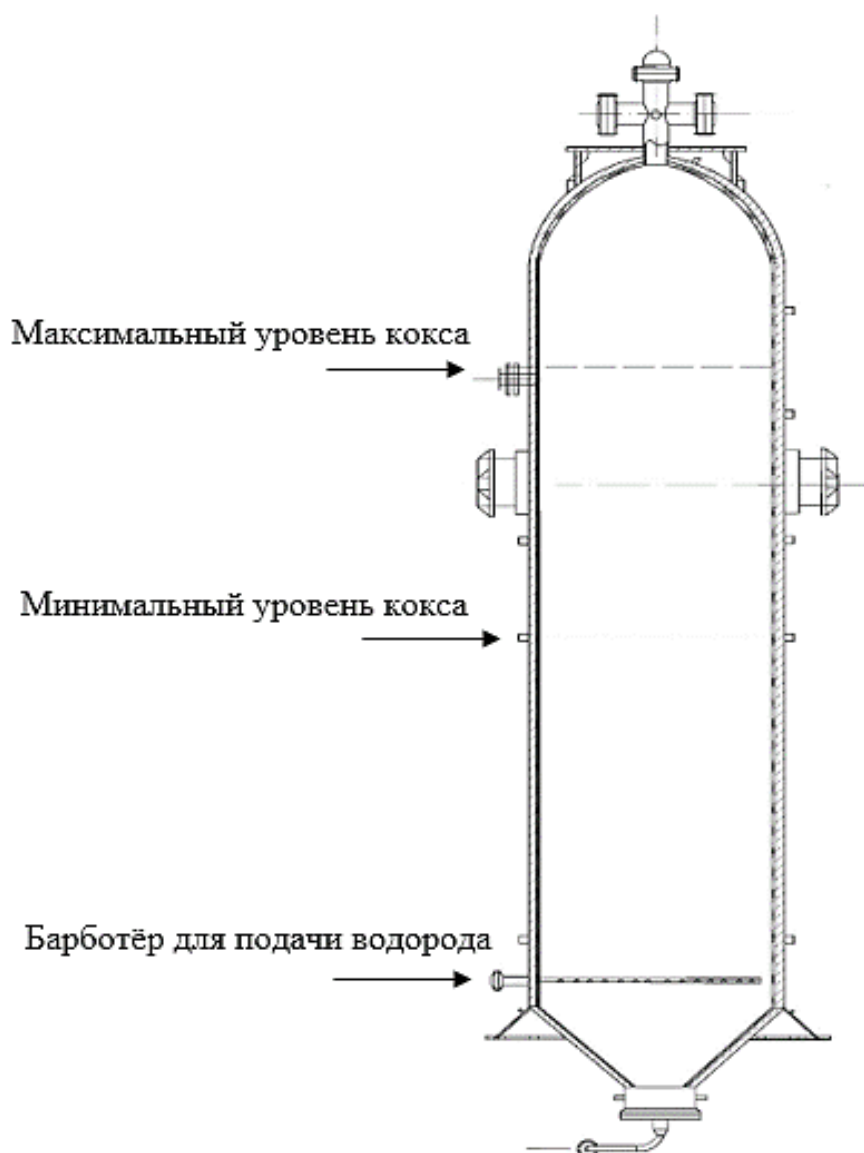 Максимальный уровень кокса
Минимальный уровень кокса
Барботёр для подачи водорода